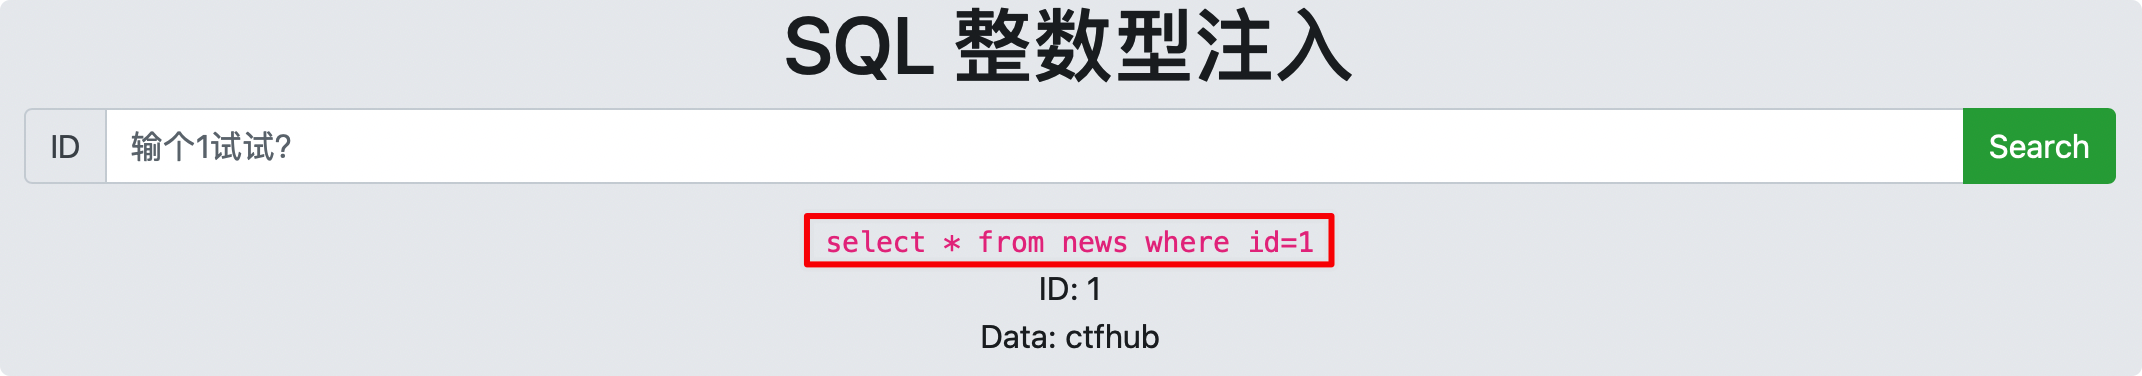 SQL 整数型注入
ID 输个1试试? Search
select * from news where id=1
ID: 1
Data: ctfhub